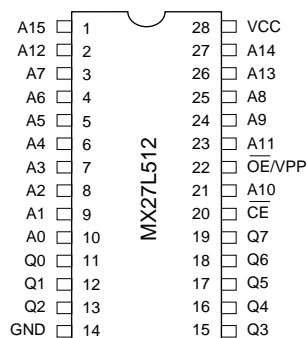 A15 1 28 VCC
A12 2 27 A14
A7 3 26 A13
A6 4 25 A8
A5 5 24 A9
A4 6 23 A11
A3 7 22 O̅E̅/VPP
A2 8 21 A10
A1 9 20 C̅E̅
A0 10 19 Q7
Q0 11 18 Q6
Q1 12 17 Q5
Q2 13 16 Q4
GND 14 15 Q3
MX27L512